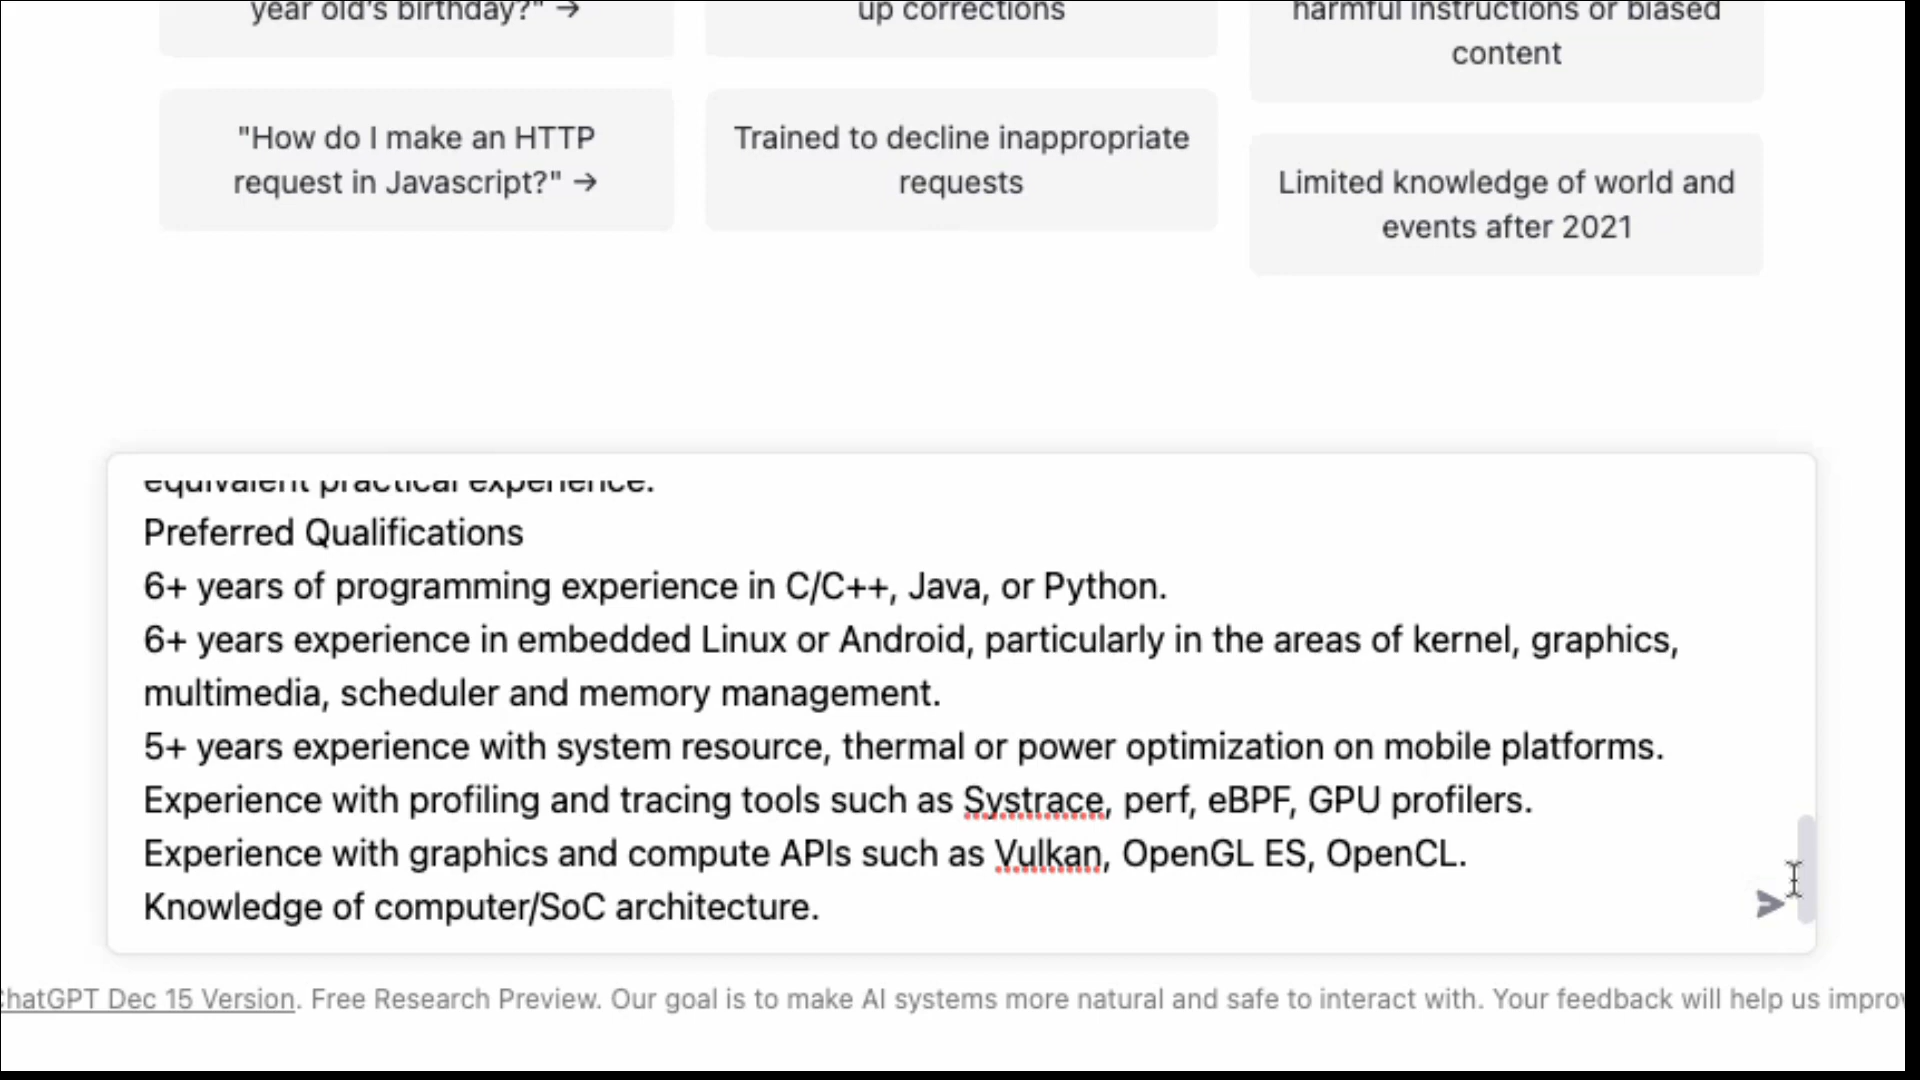 year old's birthday?" →
up corrections
harmful instructions or biased
content
"How do I make an HTTP
request in Javascript?" →
Trained to decline inappropriate
requests
Limited knowledge of world and
events after 2021
equivalent practical experience.
Preferred Qualifications
6+ years of programming experience in C/C++, Java, or Python.
6+ years experience in embedded Linux or Android, particularly in the areas of kernel, graphics,
multimedia, scheduler and memory management.
5+ years experience with system resource, thermal or power optimization on mobile platforms.
Experience with profiling and tracing tools such as Systrace, perf, eBPF, GPU profilers.
Experience with graphics and compute APIs such as Vulkan, OpenGL ES, OpenCL.
Knowledge of computer/SoC architecture.
hatGPT Dec 15 Version. Free Research Preview. Our goal is to make AI systems more natural and safe to interact with. Your feedback will help us impro